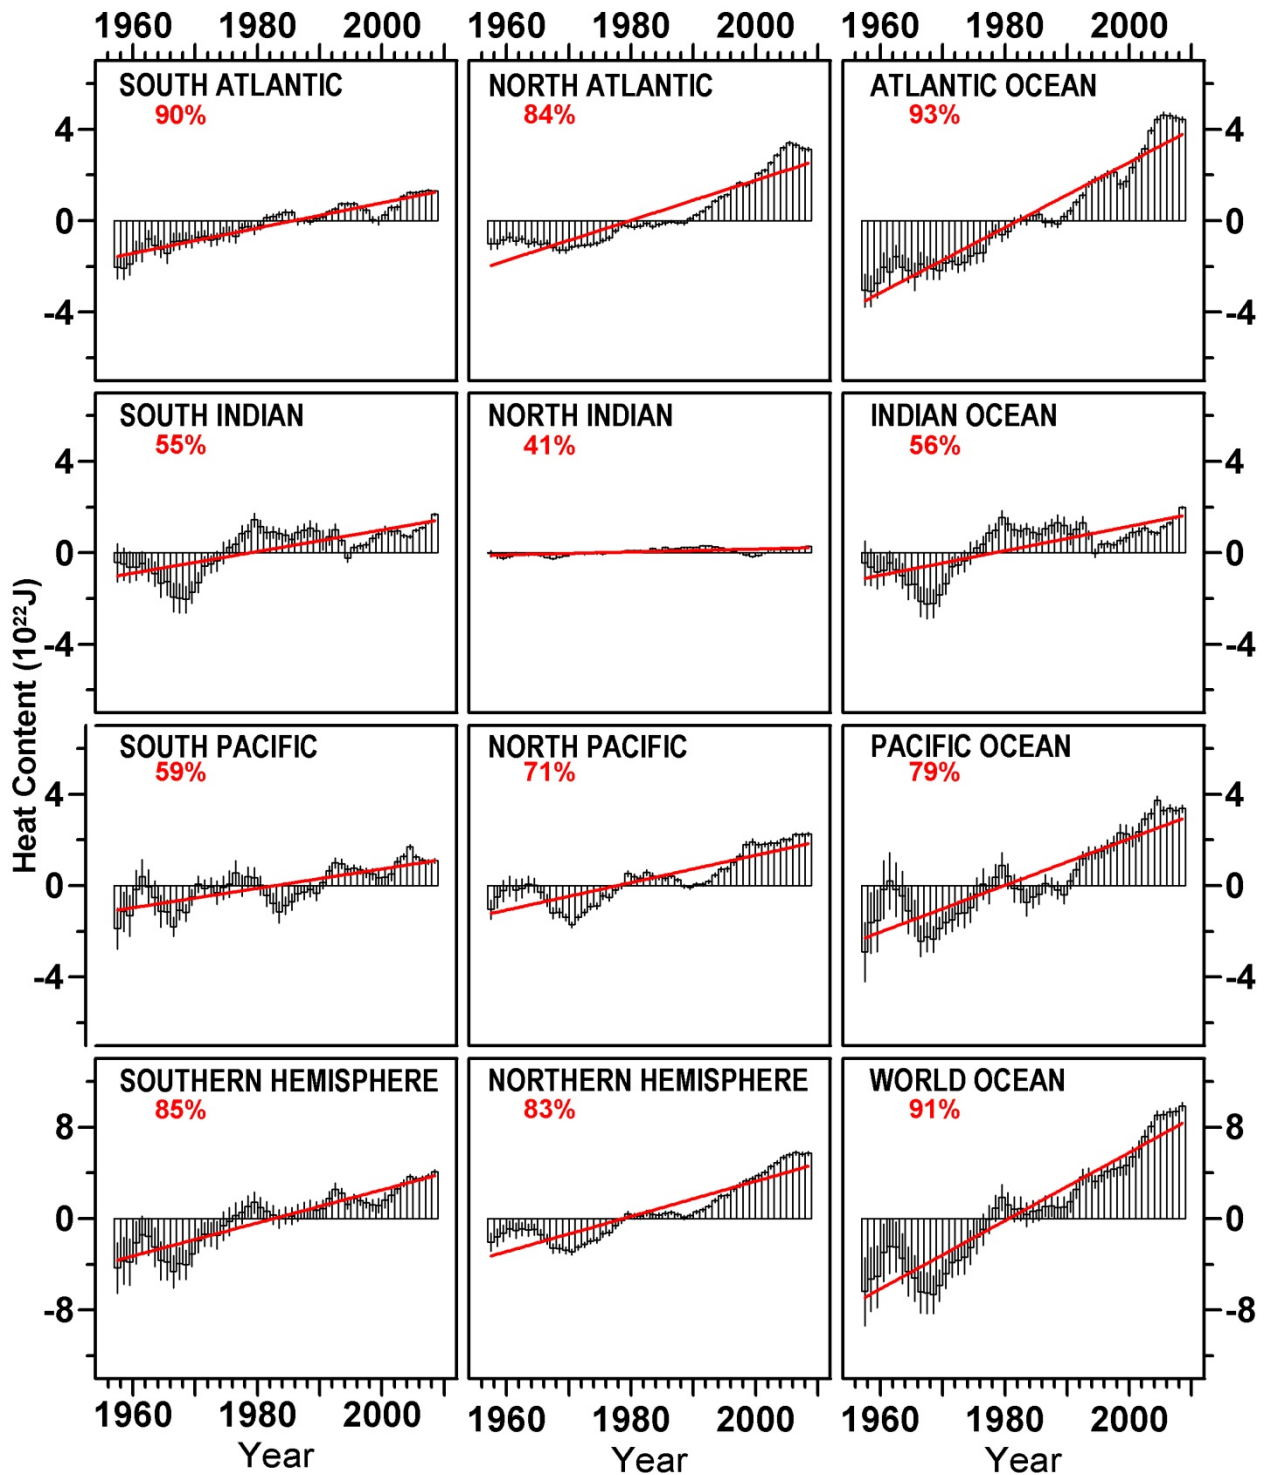 1960 1980 2000 1960 1980 2000 1960 1980 2000
SOUTH ATLANTIC
90%
NORTH ATLANTIC
84%
ATLANTIC OCEAN
93%
4
0
-4
4
0
-4
SOUTH INDIAN
55%
NORTH INDIAN
41%
INDIAN OCEAN
56%
4
0
-4
4
0
-4
Heat Content (10²²J)
SOUTH PACIFIC
59%
NORTH PACIFIC
71%
PACIFIC OCEAN
79%
4
0
-4
4
0
-4
SOUTHERN HEMISPHERE
85%
NORTHERN HEMISPHERE
83%
WORLD OCEAN
91%
8
0
-8
8
0
-8
1960 1980 2000 1960 1980 2000 1960 1980 2000
Year Year Year